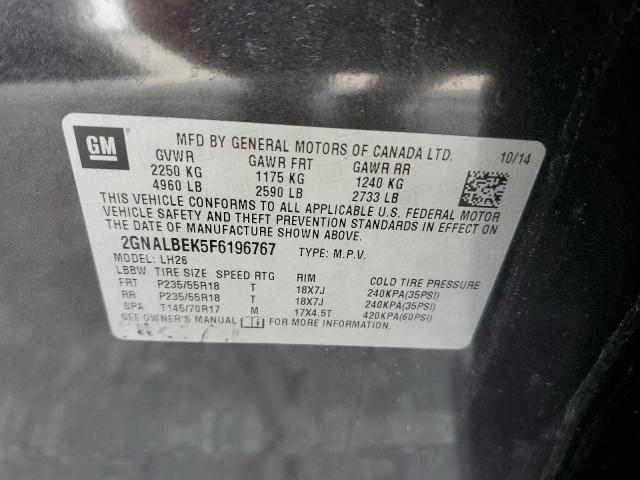 GM
MFD BY GENERAL MOTORS OF CANADA LTD. 10/14
GVWR GAWR FRT GAWR RR
2250 KG 1175 KG 1240 KG
4960 LB 2590 LB 2733 LB
THIS VEHICLE CONFORMS TO ALL APPLICABLE U.S. FEDERAL MOTOR
VEHICLE SAFETY AND THEFT PREVENTION STANDARDS IN EFFECT ON
THE DATE OF MANUFACTURE SHOWN ABOVE.
2GNALBEK5F6196767 TYPE: M.P.V.
MODEL: LH26
LBBW TIRE SIZE SPEED RTG RIM COLD TIRE PRESSURE
FRT P235/55R18 T 18X7J 240KPA(35PSI)
RR P235/55R18 T 18X7J 240KPA(35PSI)
SPA T145/70R17 M 17X4.5T 420KPA(60PSI)
SEE OWNER'S MANUAL FOR MORE INFORMATION.